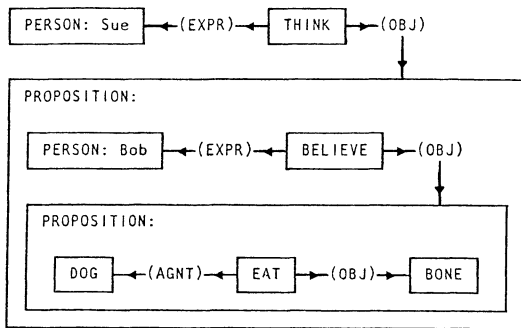 PERSON: Sue (EXPR) THINK (OBJ)
PROPOSITION:
PERSON: Bob (EXPR) BELIEVE (OBJ)
PROPOSITION:
DOG (AGNT) EAT (OBJ) BONE